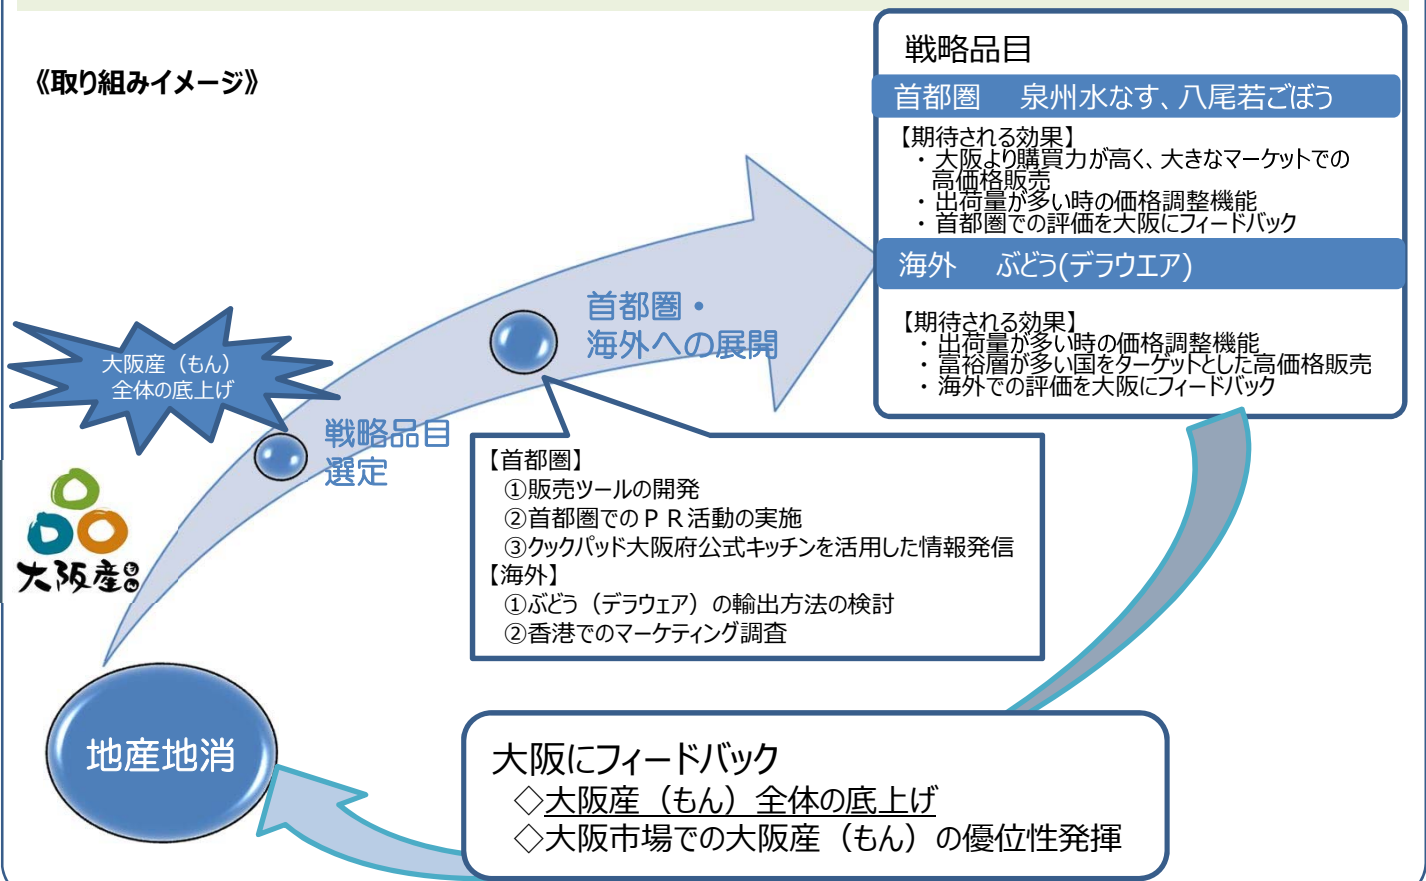 《取り組みイメージ》
戦略品目
首都圏　泉州水なす、八尾若ごぼう
【期待される効果】
・大阪より購買力が高く、大きなマーケットでの
高価格販売
・出荷量が多い時の価格調整機能
・首都圏での評価を大阪にフィードバック
海外　ぶどう(デラウエア)
【期待される効果】
・出荷量が多い時の価格調整機能
・富裕層が多い国をターゲットとした高価格販売
・海外での評価を大阪にフィードバック
首都圏・
海外への展開
大阪産（もん）
全体の底上げ
戦略品目
選定
【首都圏】
①販売ツールの開発
②首都圏でのＰＲ活動の実施
③クックパッド大阪府公式キッチンを活用した情報発信
【海外】
①ぶどう（デラウェア）の輸出方法の検討
②香港でのマーケティング調査
大阪産もん
地産地消
大阪にフィードバック
◇大阪産（もん）全体の底上げ
◇大阪市場での大阪産（もん）の優位性発揮